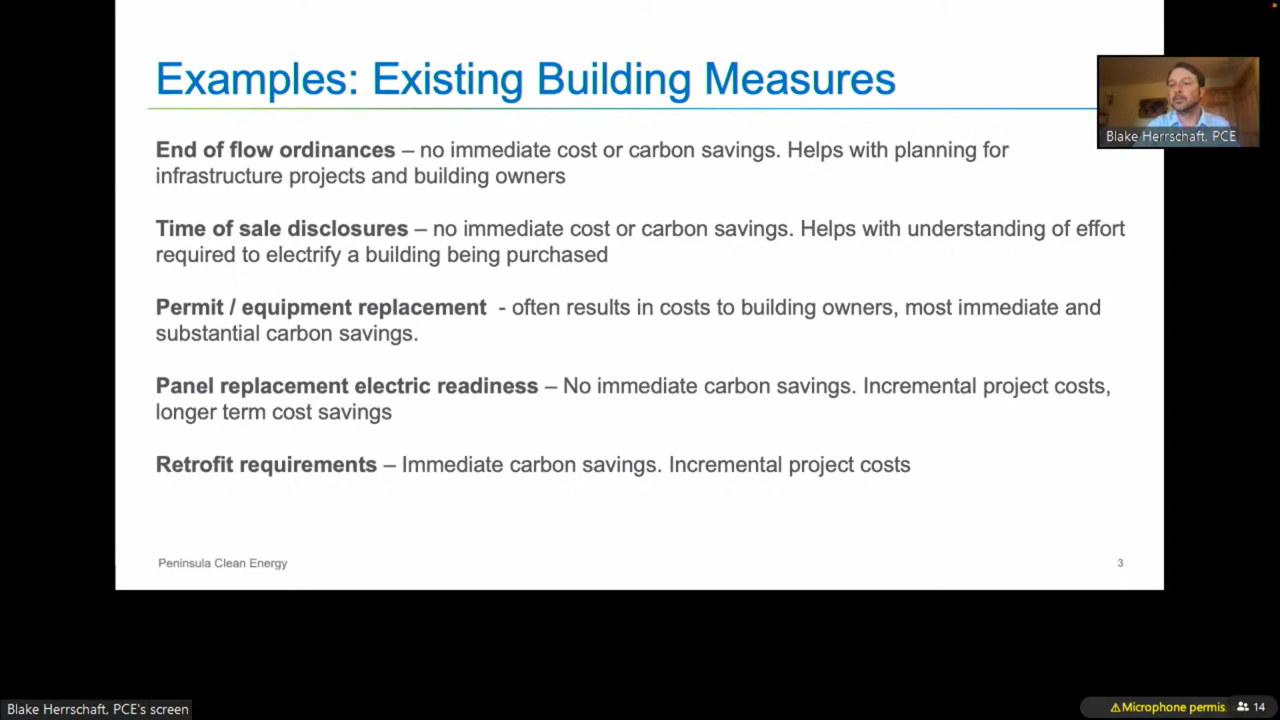 Examples: Existing Building Measures
Blake Herrschaft, PCE
End of flow ordinances – no immediate cost or carbon savings. Helps with planning for
infrastructure projects and building owners
Time of sale disclosures – no immediate cost or carbon savings. Helps with understanding of effort
required to electrify a building being purchased
Permit / equipment replacement - often results in costs to building owners, most immediate and
substantial carbon savings.
Panel replacement electric readiness – No immediate carbon savings. Incremental project costs,
longer term cost savings
Retrofit requirements – Immediate carbon savings. Incremental project costs
Peninsula Clean Energy
3
Blake Herrschaft, PCE's screen
Microphone permis
14